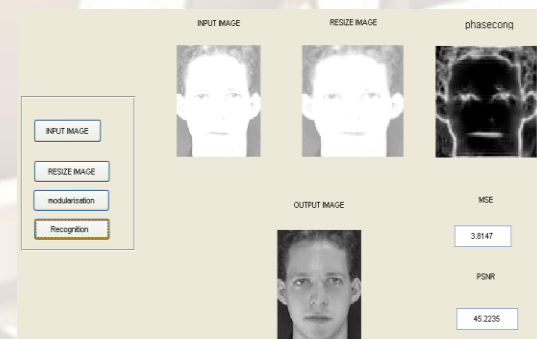 INPUT IMAGE
RESIZE IMAGE
phasecong
INPUT IMAGE
RESIZE IMAGE
modularisation
Recognition
OUTPUT IMAGE
MSE
3.8147
PSNR
45.2235